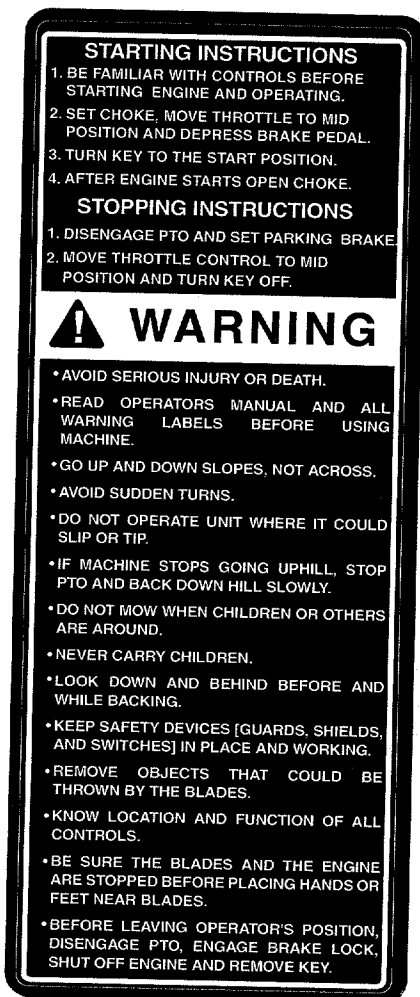 STARTING INSTRUCTIONS
1. BE FAMILIAR WITH CONTROLS BEFORE
STARTING ENGINE AND OPERATING.
2. SET CHOKE, MOVE THROTTLE TO MID
POSITION AND DEPRESS BRAKE PEDAL.
3. TURN KEY TO THE START POSITION.
4. AFTER ENGINE STARTS OPEN CHOKE.
STOPPING INSTRUCTIONS
1. DISENGAGE PTO AND SET PARKING BRAKE.
2. MOVE THROTTLE CONTROL TO MID
POSITION AND TURN KEY OFF.
WARNING
• AVOID SERIOUS INJURY OR DEATH.
• READ OPERATORS MANUAL AND ALL
WARNING LABELS BEFORE USING
MACHINE.
• GO UP AND DOWN SLOPES, NOT ACROSS.
• AVOID SUDDEN TURNS.
• DO NOT OPERATE UNIT WHERE IT COULD
SLIP OR TIP.
• IF MACHINE STOPS GOING UPHILL, STOP
PTO AND BACK DOWN HILL SLOWLY.
• DO NOT MOW WHEN CHILDREN OR OTHERS
ARE AROUND.
• NEVER CARRY CHILDREN.
• LOOK DOWN AND BEHIND BEFORE AND
WHILE BACKING.
• KEEP SAFETY DEVICES [GUARDS, SHIELDS,
AND SWITCHES] IN PLACE AND WORKING.
• REMOVE OBJECTS THAT COULD BE
THROWN BY THE BLADES.
• KNOW LOCATION AND FUNCTION OF ALL
CONTROLS.
• BE SURE THE BLADES AND THE ENGINE
ARE STOPPED BEFORE PLACING HANDS OR
FEET NEAR BLADES.
• BEFORE LEAVING OPERATOR'S POSITION,
DISENGAGE PTO, ENGAGE BRAKE LOCK,
SHUT OFF ENGINE AND REMOVE KEY.